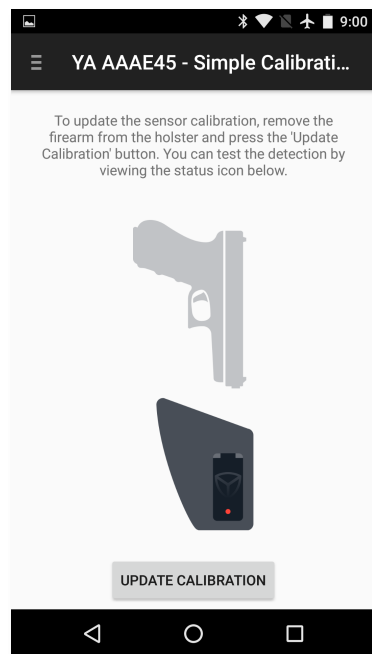 9:00
YA AAAE45 - Simple Calibrati...
To update the sensor calibration, remove the
firearm from the holster and press the 'Update
Calibration' button. You can test the detection by
viewing the status icon below.
UPDATE CALIBRATION